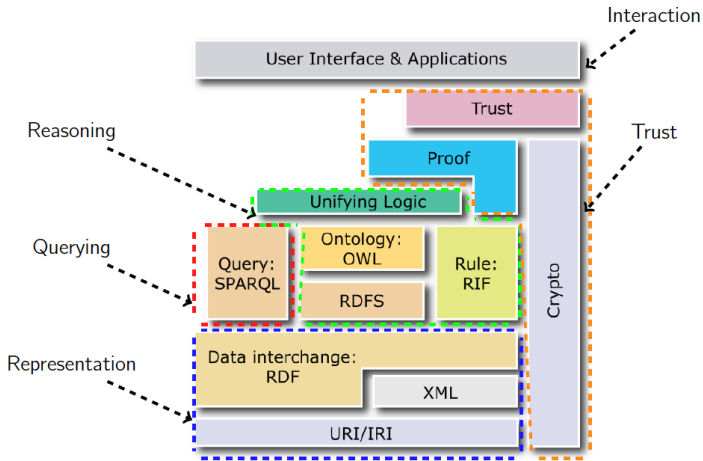 Interaction
User Interface & Applications
Trust
Reasoning
Trust
Proof
Unifying Logic
Querying
Query:
SPARQL
Ontology:
OWL
Rule:
RIF
RDFS
Crypto
Representation
Data interchange:
RDF
XML
URI/IRI